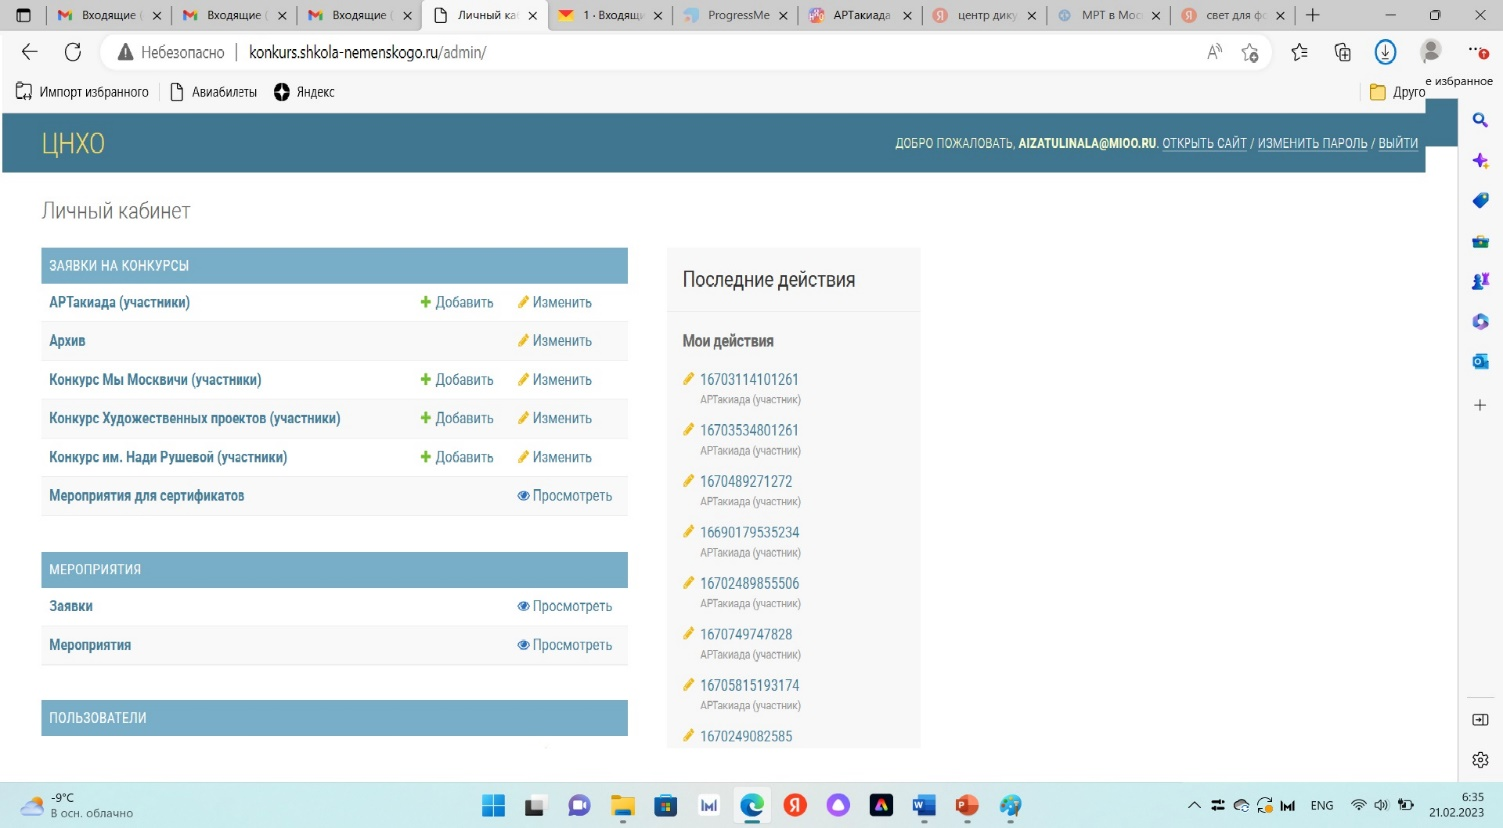 Входящие (
Входящие (
Входящие (
Личный ка
1 · Входящ
ProgressMe
АРТакиада
центр дику
МРТ в Мос
свет для фо
Небезопасно
konkurs.shkola-nemenskogo.ru/admin/
Импорт избранного
Авиабилеты
Яндекс
Друго
е избранное
ЦНХО
ДОБРО ПОЖАЛОВАТЬ, AIZATULINALA@MIOO.RU. ОТКРЫТЬ САЙТ / ИЗМЕНИТЬ ПАРОЛЬ / ВЫЙТИ
Личный кабинет
ЗАЯВКИ НА КОНКУРСЫ
АРТакиада (участники) Добавить Изменить
Архив Изменить
Конкурс Мы Москвичи (участники) Добавить Изменить
Конкурс Художественных проектов (участники) Добавить Изменить
Конкурс им. Нади Рушевой (участники) Добавить Изменить
Мероприятия для сертификатов Просмотреть
МЕРОПРИЯТИЯ
Заявки Просмотреть
Мероприятия Просмотреть
ПОЛЬЗОВАТЕЛИ
Последние действия
Мои действия
16703114101261
АРТакиада (участник)
16703534801261
АРТакиада (участник)
1670489271272
АРТакиада (участник)
16690179535234
АРТакиада (участник)
16702489855506
АРТакиада (участник)
1670749747828
АРТакиада (участник)
16705815193174
АРТакиада (участник)
1670249082585
-9°C
В осн. облачно
ENG
6:35
21.02.2023